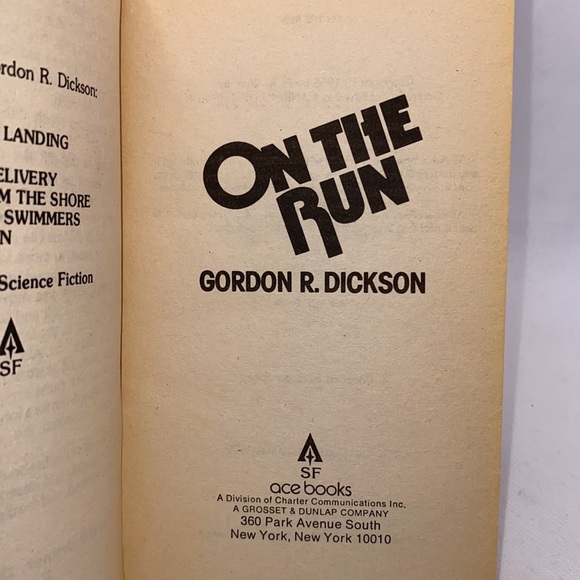 ordon R. Dickson:
LANDING
ELIVERY
M THE SHORE
SWIMMERS
N
Science Fiction
SF
ON THE
RUN
GORDON R. DICKSON
SF
ace books
A Division of Charter Communications Inc.
A GROSSET & DUNLAP COMPANY
360 Park Avenue South
New York, New York 10010